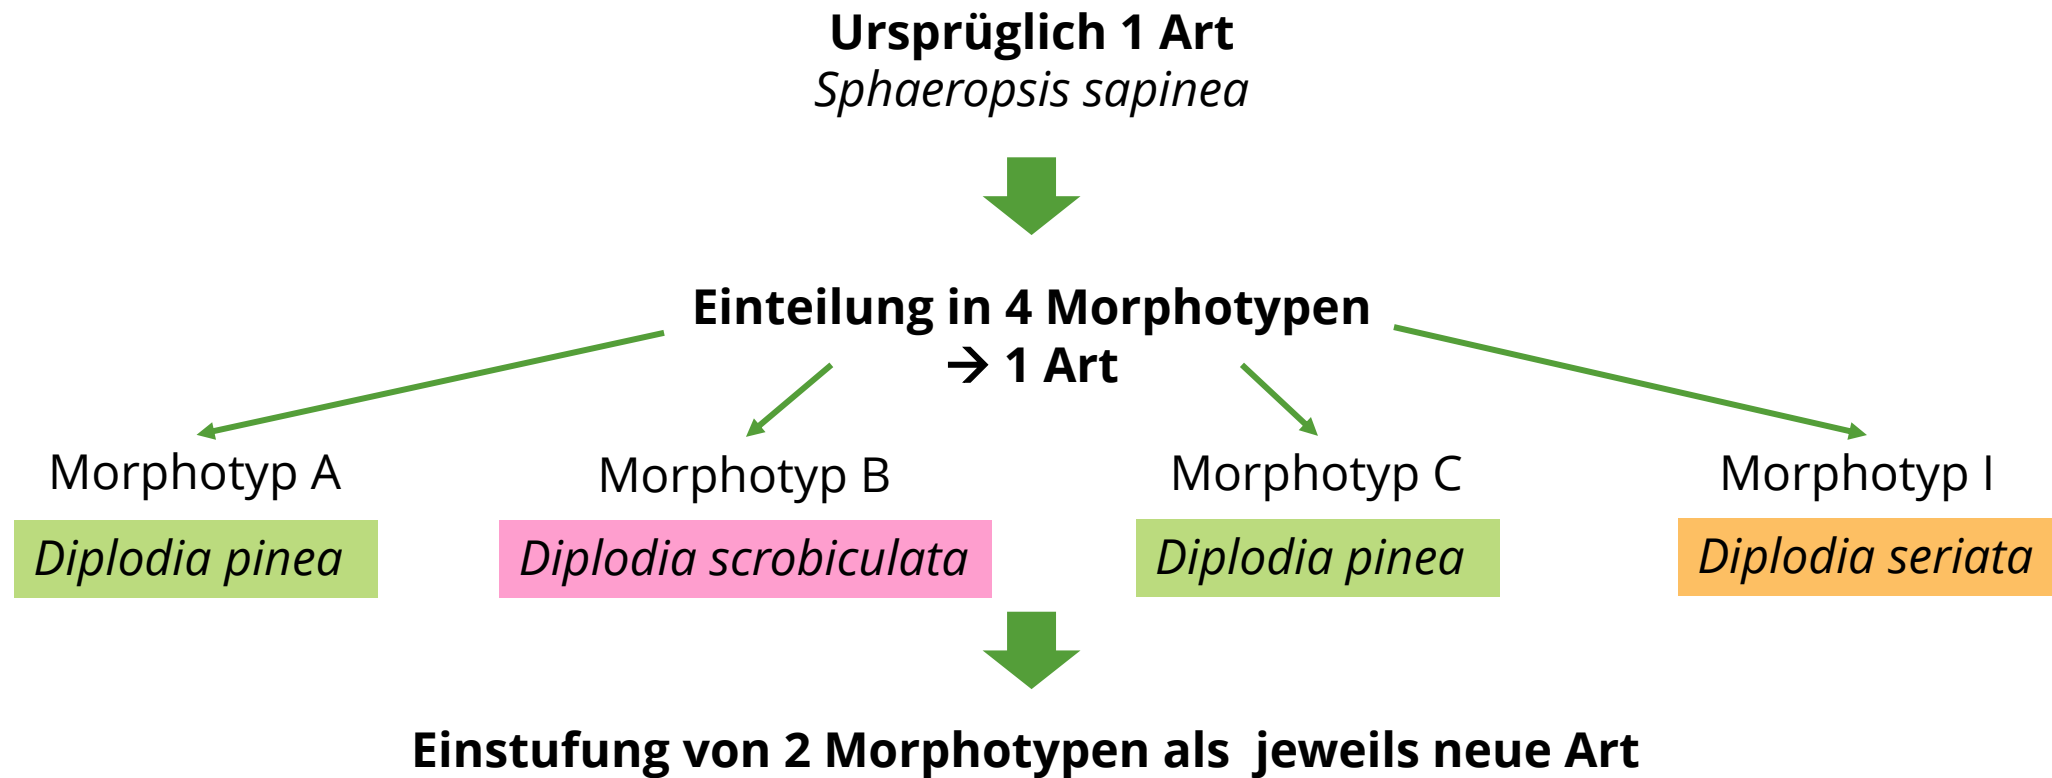 Ursprüglich 1 Art
Sphaeropsis sapinea
Einteilung in 4 Morphotypen
→ 1 Art
Morphotyp A
Morphotyp B
Morphotyp C
Morphotyp I
Diplodia pinea
Diplodia scrobiculata
Diplodia pinea
Diplodia seriata
Einstufung von 2 Morphotypen als jeweils neue Art